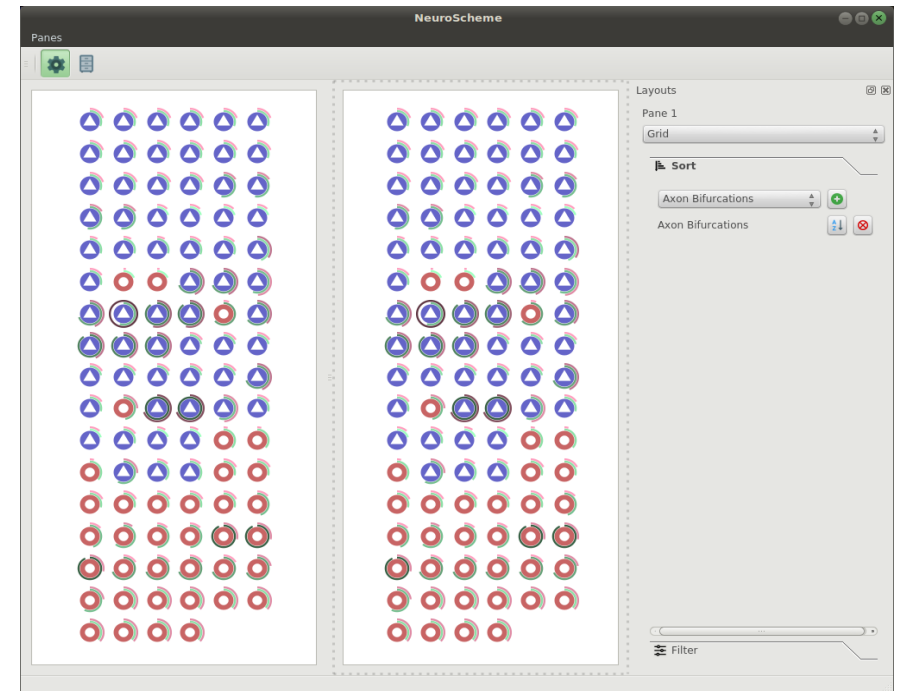 NeuroScheme
Panes
Layouts
Pane 1
Grid
Sort
Axon Bifurcations
Axon Bifurcations
Filter